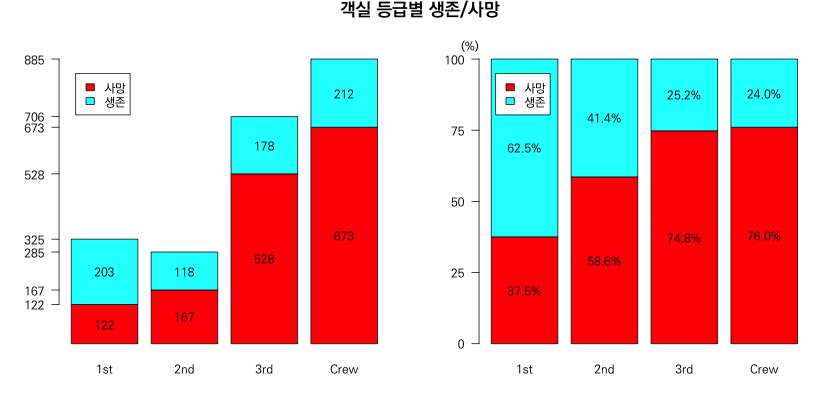 객실 등급별 생존/사망
885
706
673
528
325
285
167
122
사망
생존
203
122
118
167
178
528
212
673
1st
2nd
3rd
Crew
(%)
100
75
50
25
0
사망
생존
62.5%
37.5%
41.4%
58.6%
25.2%
74.8%
24.0%
76.0%
1st
2nd
3rd
Crew